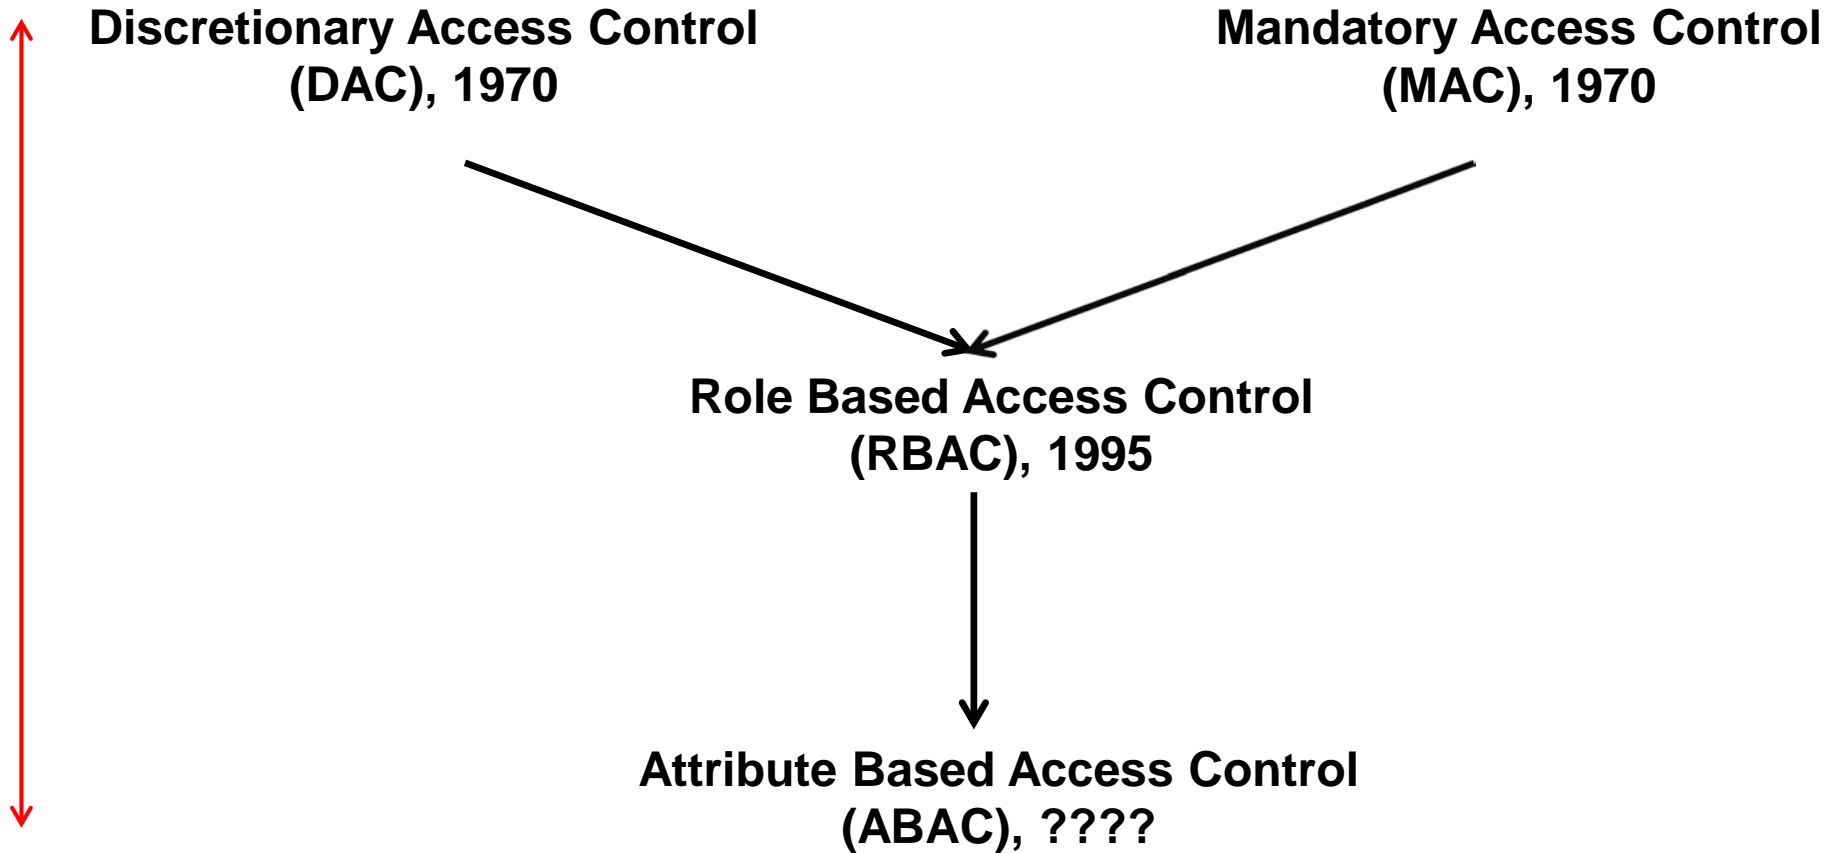 Discretionary Access Control
(DAC), 1970
Mandatory Access Control
(MAC), 1970
Role Based Access Control
(RBAC), 1995
Attribute Based Access Control
(ABAC), ????